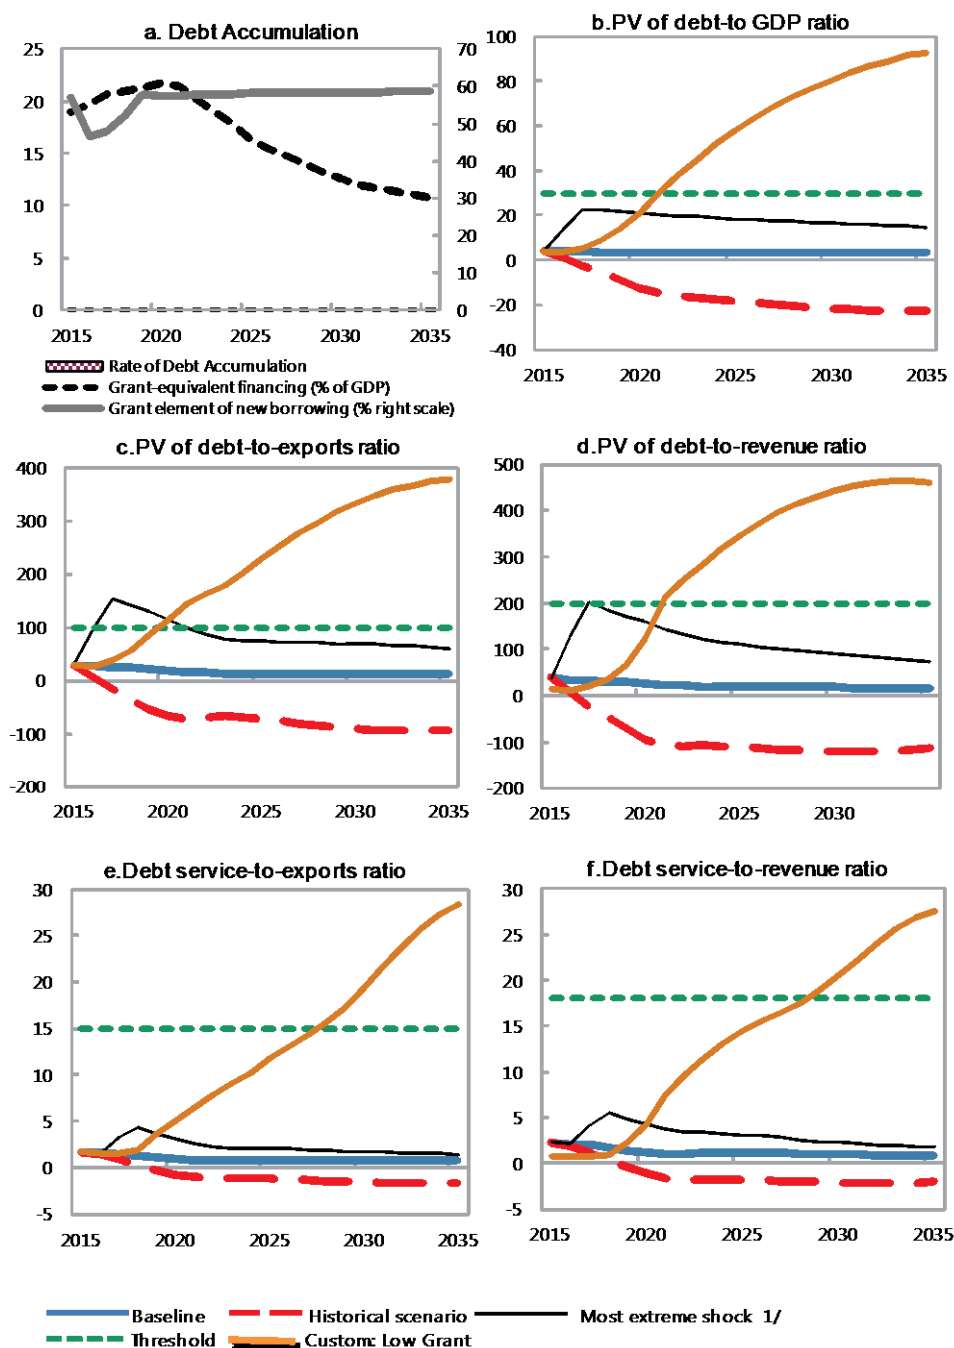 a. Debt Accumulation
25 70
20 60
15 50
10 40
5 30
0 20
10
0
2015 2020 2025 2030 2035
Rate of Debt Accumulation
Grant-equivalent financing (% of GDP)
Grant element of new borrowing (% right scale)
b.PV of debt-to GDP ratio
100
80
60
40
20
0
-20
-40
2015 2020 2025 2030 2035
c.PV of debt-to-exports ratio
400
300
200
100
0
-100
-200
2015 2020 2025 2030 2035
d.PV of debt-to-revenue ratio
500
400
300
200
100
0
-100
-200
2015 2020 2025 2030
e.Debt service-to-exports ratio
30
25
20
15
10
5
0
-5
2015 2020 2025 2030 2035
f.Debt service-to-revenue ratio
30
25
20
15
10
5
0
-5
2015 2020 2025 2030 2035
Baseline Historical scenario Most extreme shock 1/
Threshold Custom: Low Grant